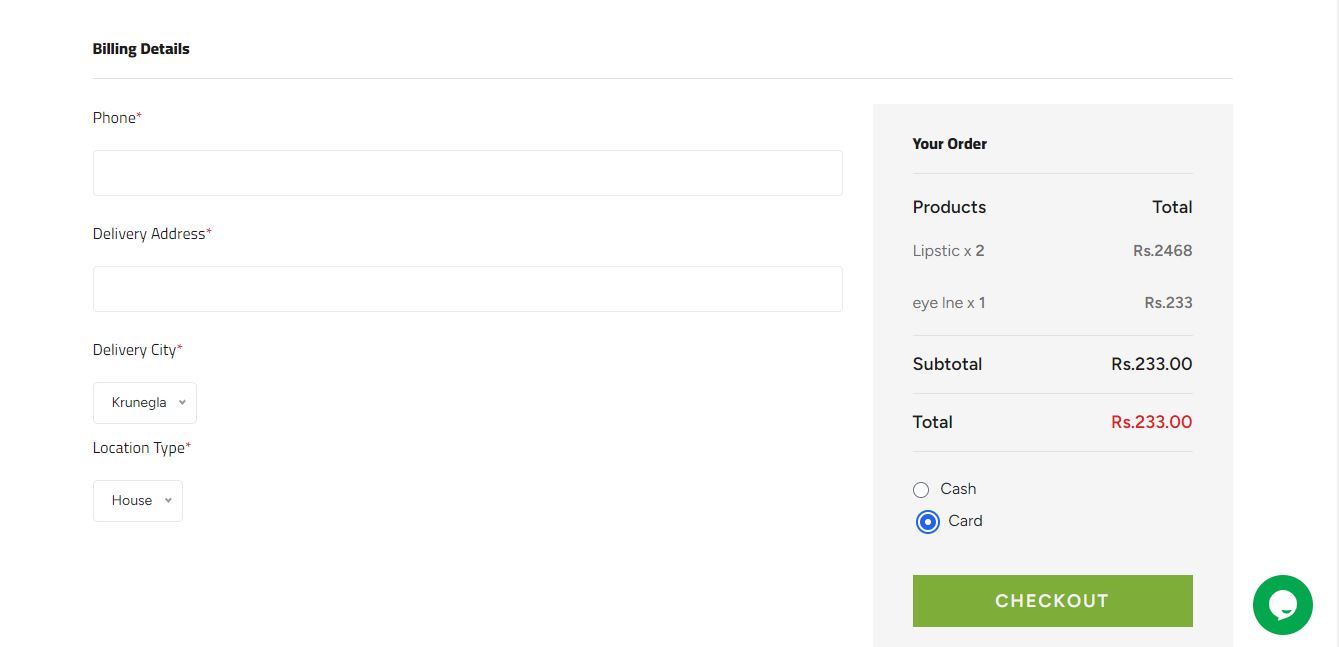 Billing Details
Phone*
Delivery Address*
Delivery City*
Krunegla
Location Type*
House
Your Order
Products Total
Lipstic x 2 Rs.2468
eye lne x 1 Rs.233
Subtotal Rs.233.00
Total Rs.233.00
Cash
Card
CHECKOUT